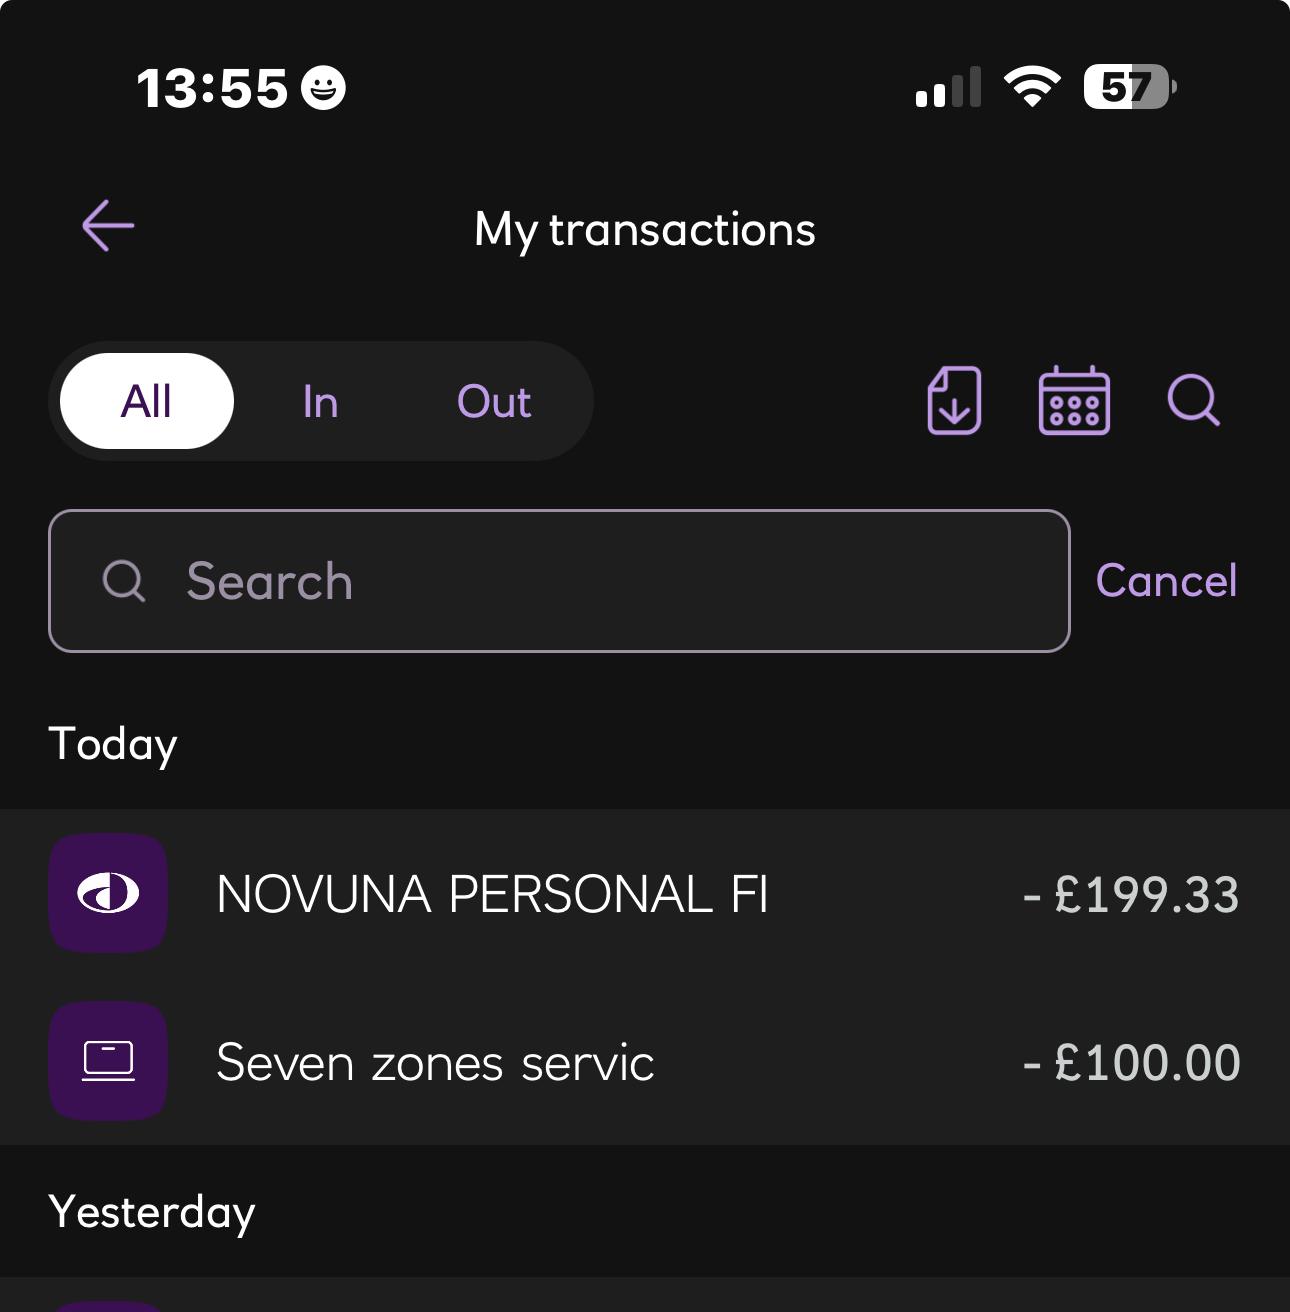 13:55 57
My transactions
All In Out
Search Cancel
Today
NOVUNA PERSONAL FI - £199.33
Seven zones servic - £100.00
Yesterday